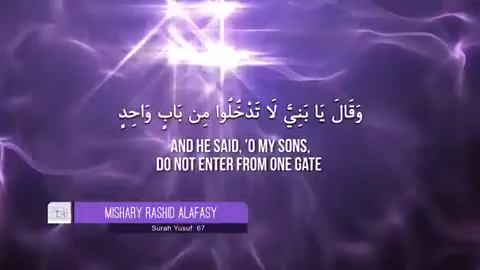 وَقَالَ يَا بَنِيَّ لَا تَدْخُلُوا مِن بَابٍ وَاحِدٍ
AND HE SAID, 'O MY SONS,
DO NOT ENTER FROM ONE GATE
MISHARY RASHID ALAFASY
Surah Yusuf: 67